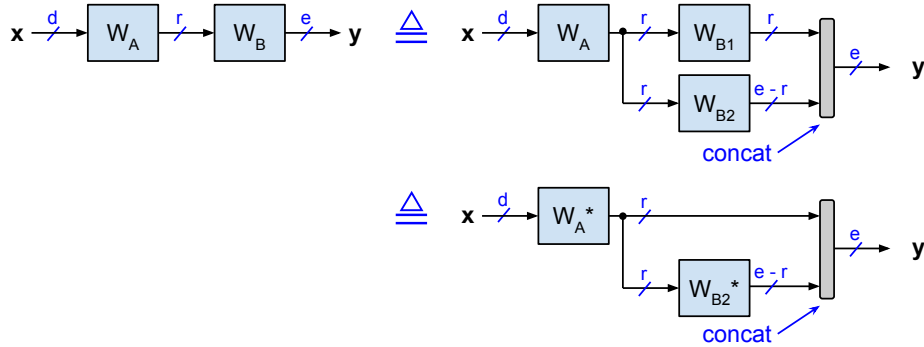 x d W_A r W_B e y ≜ x d W_A r W_B1 r e y
r W_B2 e - r
concat
≜ x d W_A* r e y
r W_B2* e - r
concat